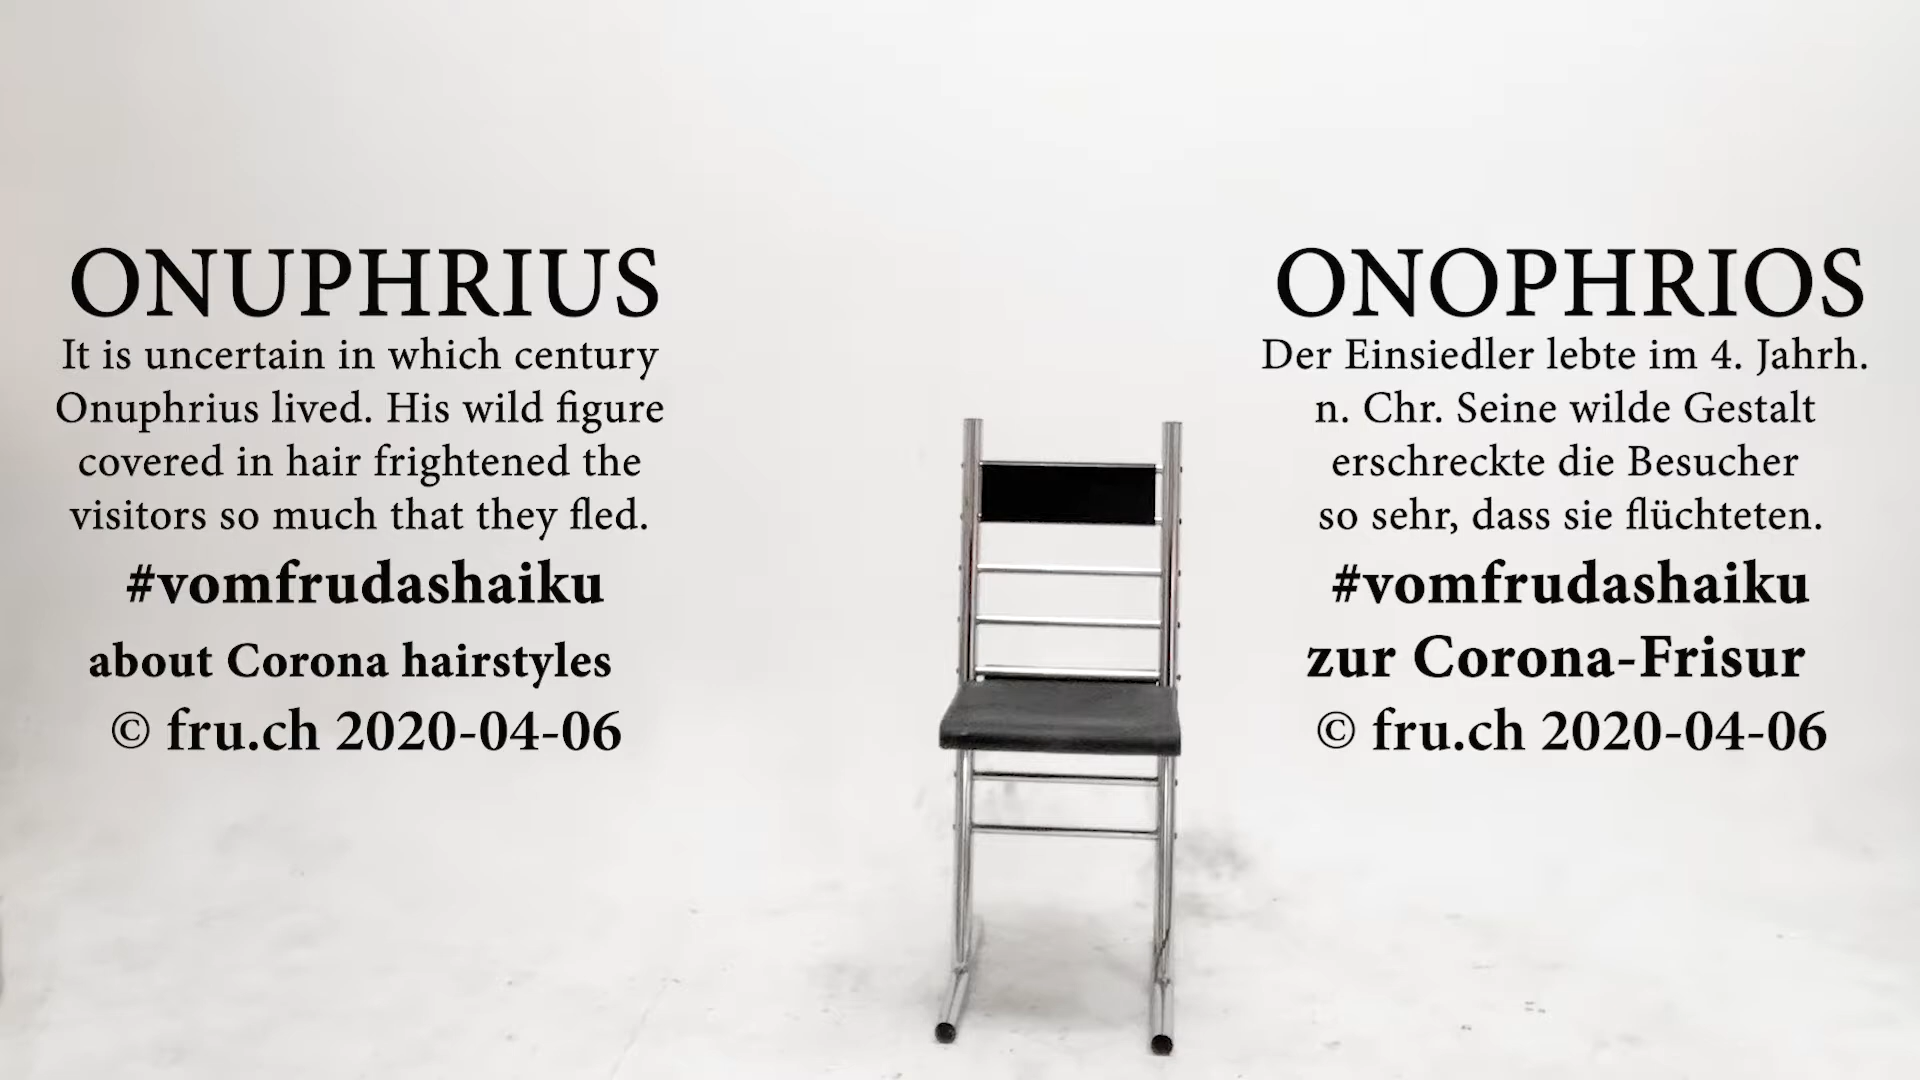 ONUPHRIUS
It is uncertain in which century
Onuphrius lived. His wild figure
covered in hair frightened the
visitors so much that they fled.
#vomfrudashaiku
about Corona hairstyles
© fru.ch 2020-04-06
ONOPHRIOS
Der Einsiedler lebte im 4. Jahrh.
n. Chr. Seine wilde Gestalt
erschreckte die Besucher
so sehr, dass sie flüchteten.
#vomfrudashaiku
zur Corona-Frisur
© fru.ch 2020-04-06